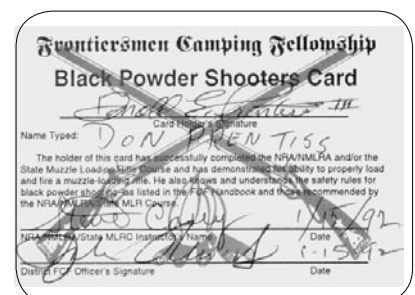 Frontiersmen Camping Fellowship
Black Powder Shooters Card
Card Holder's Signature
Name Typed: DON PRENTISS
The holder of this card has successfully completed the NRA/NMLRA and/or the
State Muzzle Loading Rifle Course and has demonstrated his ability to properly load
and fire a muzzle-loading rifle. He also knows and understands the safety rules for
black powder shooting as listed in the FCF Handbook and those recommended by
the NRA/NMLRA State MLR Course.
1/15/92
NRA/NMLRA/State MLRC Instructor's Name Date
1-15-92
District FCF Officer's Signature Date